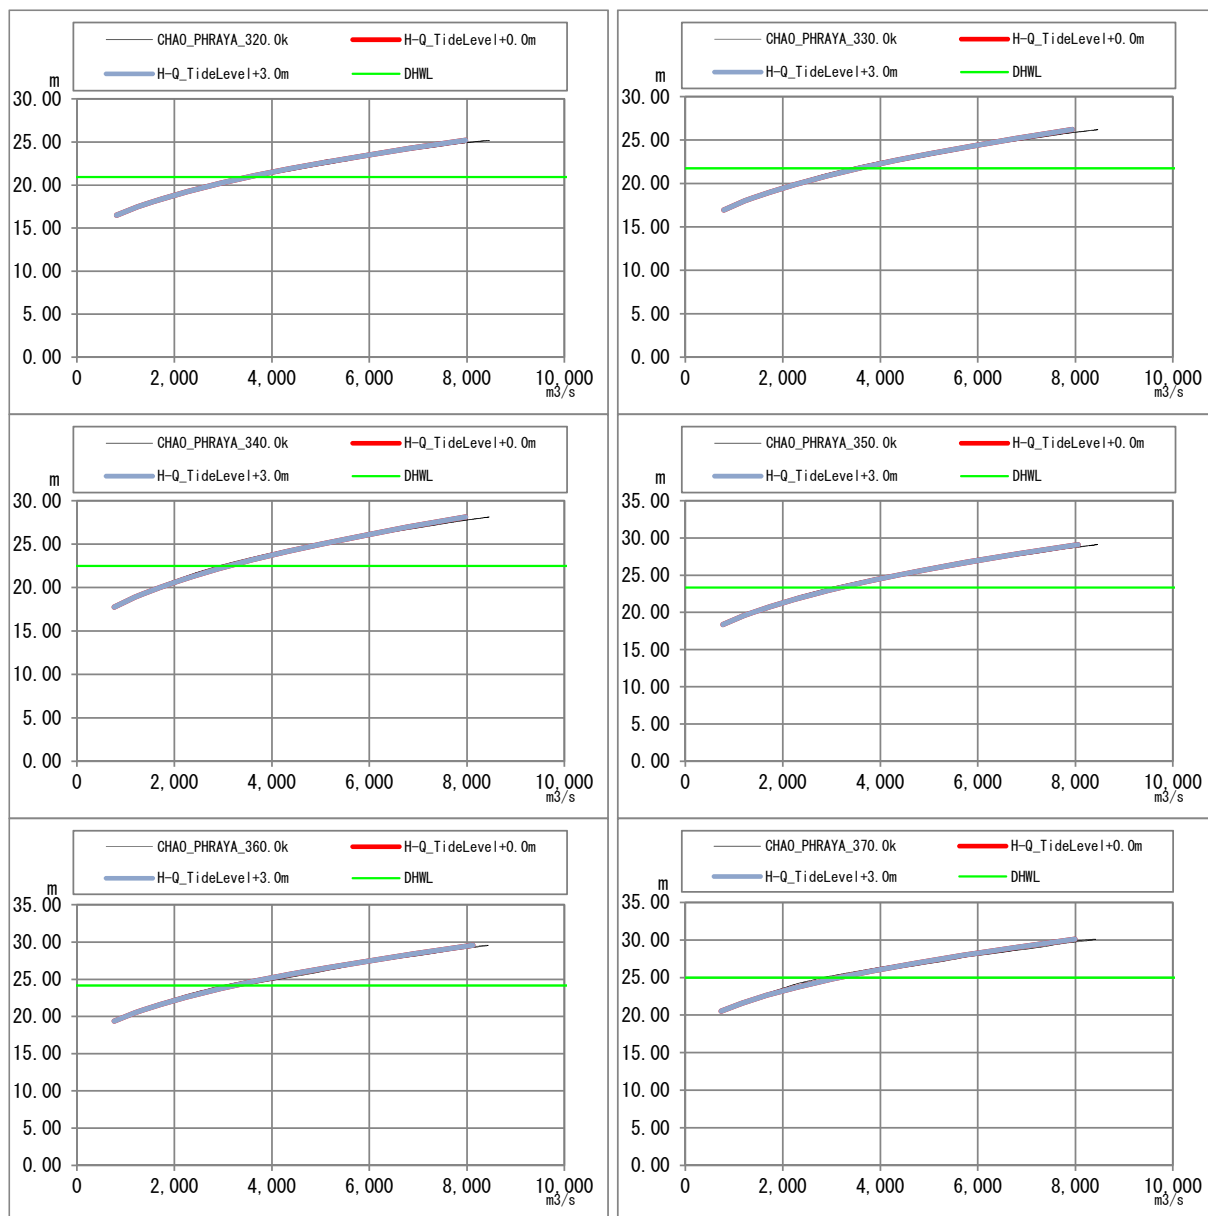 CHAO_PHRAYA_320.0k H-Q_TideLevel+0.0m
H-Q_TideLevel+3.0m DHWL
m
30.00
25.00
20.00
15.00
10.00
5.00
0.00
0 2,000 4,000 6,000 8,000 10,000
m3/s
CHAO_PHRAYA_330.0k H-Q_TideLevel+0.0m
H-Q_TideLevel+3.0m DHWL
m
30.00
25.00
20.00
15.00
10.00
5.00
0.00
0 2,000 4,000 6,000 8,000 10,000
m3/s
CHAO_PHRAYA_340.0k H-Q_TideLevel+0.0m
H-Q_TideLevel+3.0m DHWL
m
30.00
25.00
20.00
15.00
10.00
5.00
0.00
0 2,000 4,000 6,000 8,000 10,000
m3/s
CHAO_PHRAYA_350.0k H-Q_TideLevel+0.0m
H-Q_TideLevel+3.0m DHWL
m
35.00
30.00
25.00
20.00
15.00
10.00
5.00
0.00
0 2,000 4,000 6,000 8,000 10,000
m3/s
CHAO_PHRAYA_360.0k H-Q_TideLevel+0.0m
H-Q_TideLevel+3.0m DHWL
m
35.00
30.00
25.00
20.00
15.00
10.00
5.00
0.00
0 2,000 4,000 6,000 8,000 10,000
m3/s
CHAO_PHRAYA_370.0k H-Q_TideLevel+0.0m
H-Q_TideLevel+3.0m DHWL
m
35.00
30.00
25.00
20.00
15.00
10.00
5.00
0.00
0 2,000 4,000 6,000 8,000 10,000
m3/s